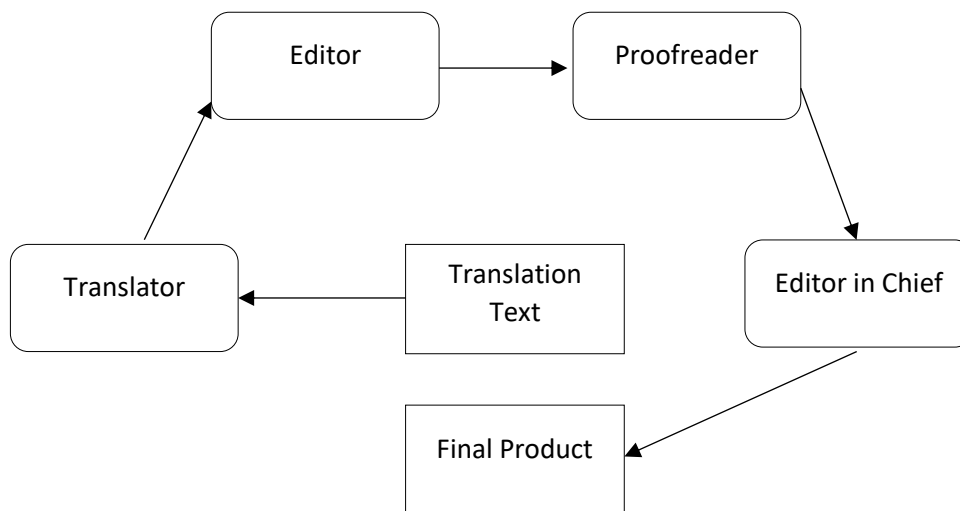 Editor
Proofreader
Translator
Translation
Text
Editor in Chief
Final Product